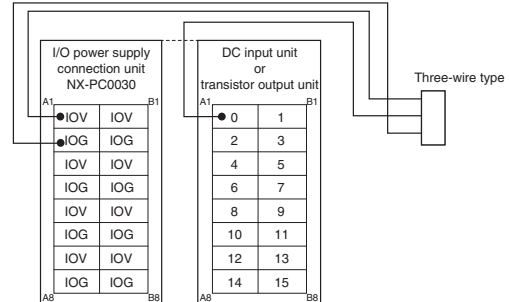 I/O power supply
connection unit
NX-PC0030
DC input unit
or
transistor output unit
Three-wire type
A1 B1 A1 B1
IOV IOV 0 1
IOG IOG 2 3
IOV IOV 4 5
IOG IOG 6 7
IOV IOV 8 9
IOG IOG 10 11
IOV IOV 12 13
IOG IOG 14 15
A8 B8 A8 B8